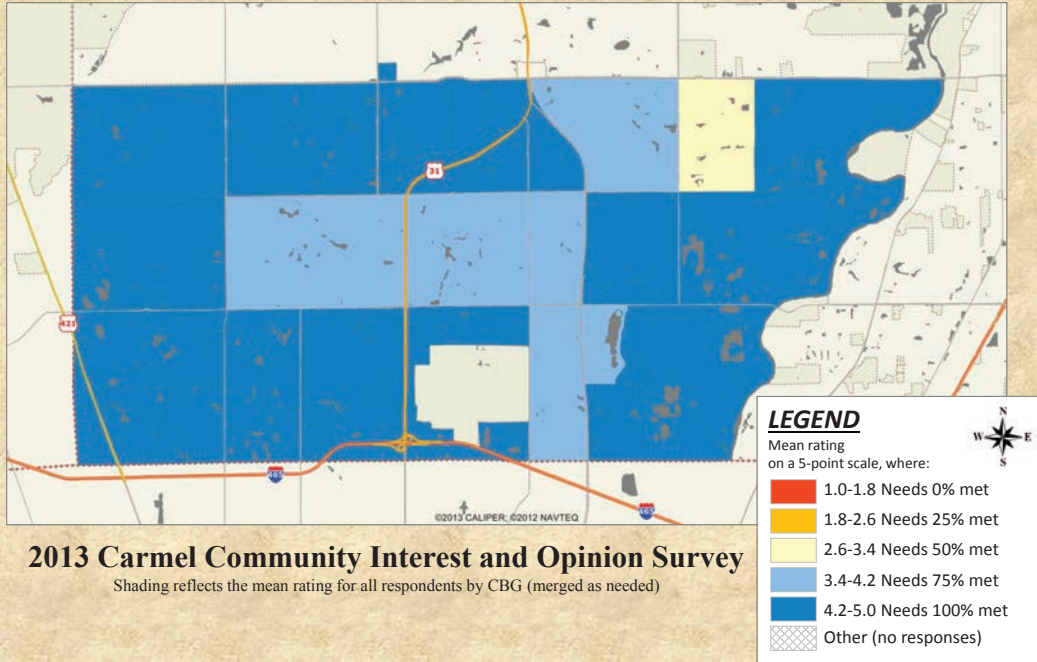 31
421
465
465
©2013 CALIPER; ©2012 NAVTEQ
2013 Carmel Community Interest and Opinion Survey
Shading reflects the mean rating for all respondents by CBG (merged as needed)
LEGEND
Mean rating
on a 5-point scale, where:
N
W E
S
1.0-1.8 Needs 0% met
1.8-2.6 Needs 25% met
2.6-3.4 Needs 50% met
3.4-4.2 Needs 75% met
4.2-5.0 Needs 100% met
Other (no responses)